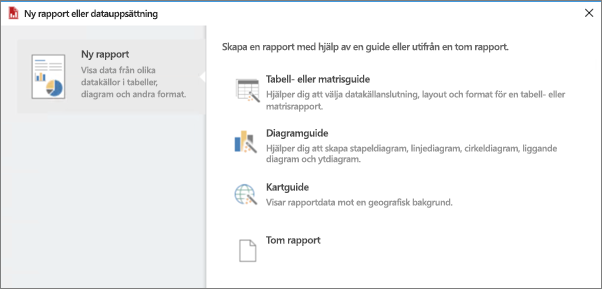 Ny rapport eller datauppsättning
Ny rapport
Visa data från olika
datakällor i tabeller,
diagram och andra format.
Skapa en rapport med hjälp av en guide eller utifrån en tom rapport.
Tabell- eller matrisguide
Hjälper dig att välja datakällanslutning, layout och format för en tabell- eller
matrisrapport.
Diagramguide
Hjälper dig att skapa stapeldiagram, linjediagram, cirkeldiagram, liggande
diagram och ytdiagram.
Kartguide
Visar rapportdata mot en geografisk bakgrund.
Tom rapport